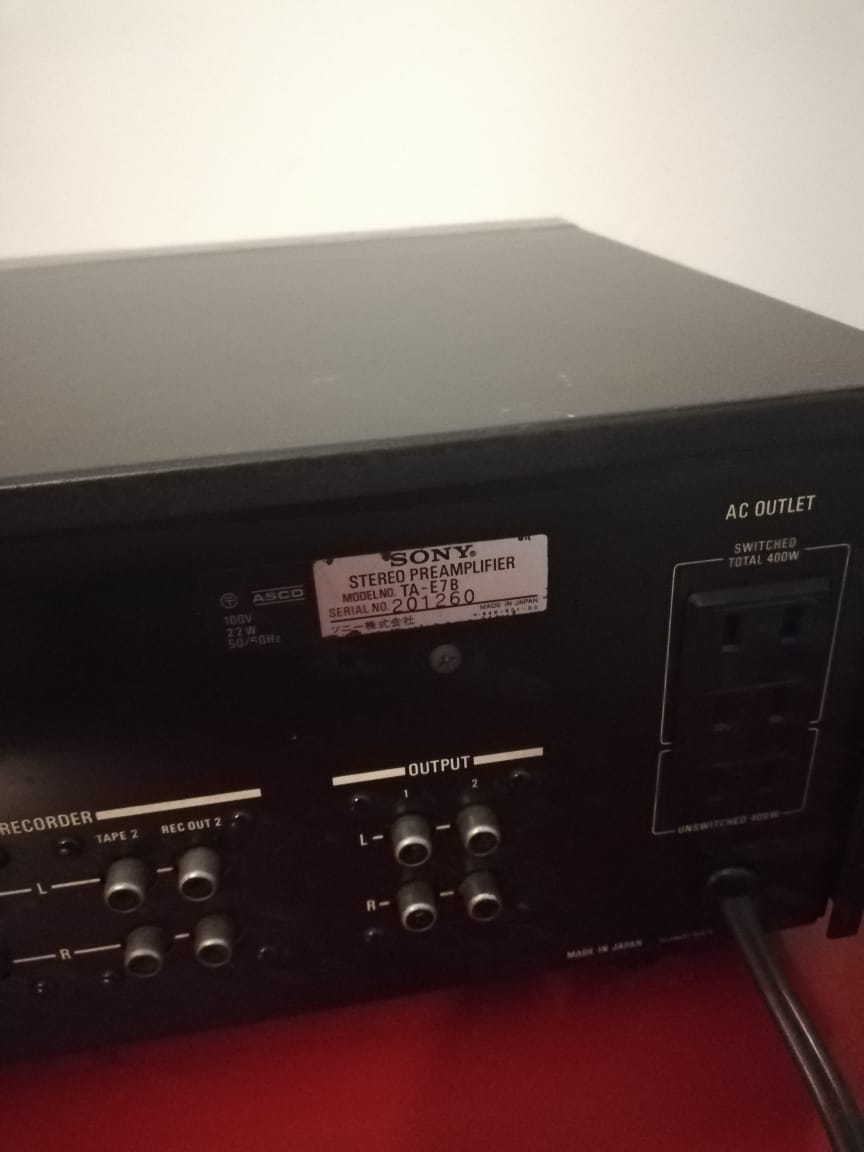 AC OUTLET
SWITCHED
TOTAL 400W
SONY®
STEREO PREAMPLIFIER
MODEL NO. TA-E7B
SERIAL NO. 201260
MADE IN JAPAN
ソニー株式会社
ASCO
100V
22W
50/60Hz
UNSWITCHED 400W
OUTPUT
1 2
L
R
RECORDER
TAPE 2 REC OUT 2
L
R
MADE IN JAPAN